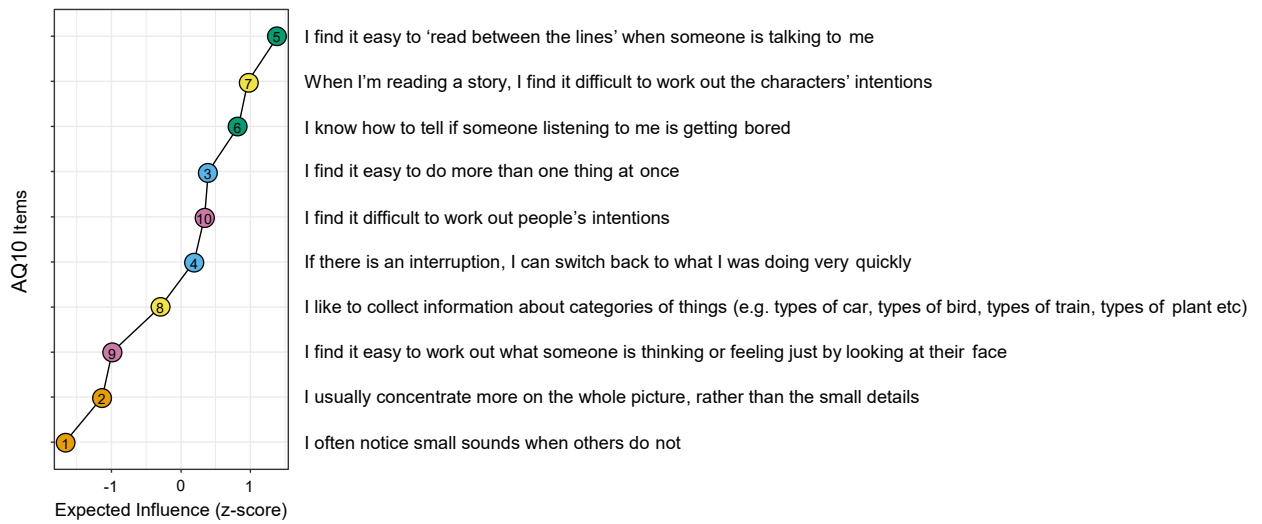 5 I find it easy to ‘read between the lines’ when someone is talking to me
7 When I’m reading a story, I find it difficult to work out the characters’ intentions
6 I know how to tell if someone listening to me is getting bored
3 I find it easy to do more than one thing at once
10 I find it difficult to work out people’s intentions
4 If there is an interruption, I can switch back to what I was doing very quickly
8 I like to collect information about categories of things (e.g. types of car, types of bird, types of train, types of plant etc)
9 I find it easy to work out what someone is thinking or feeling just by looking at their face
2 I usually concentrate more on the whole picture, rather than the small details
1 I often notice small sounds when others do not
AQ10 Items
-1 0 1
Expected Influence (z-score)